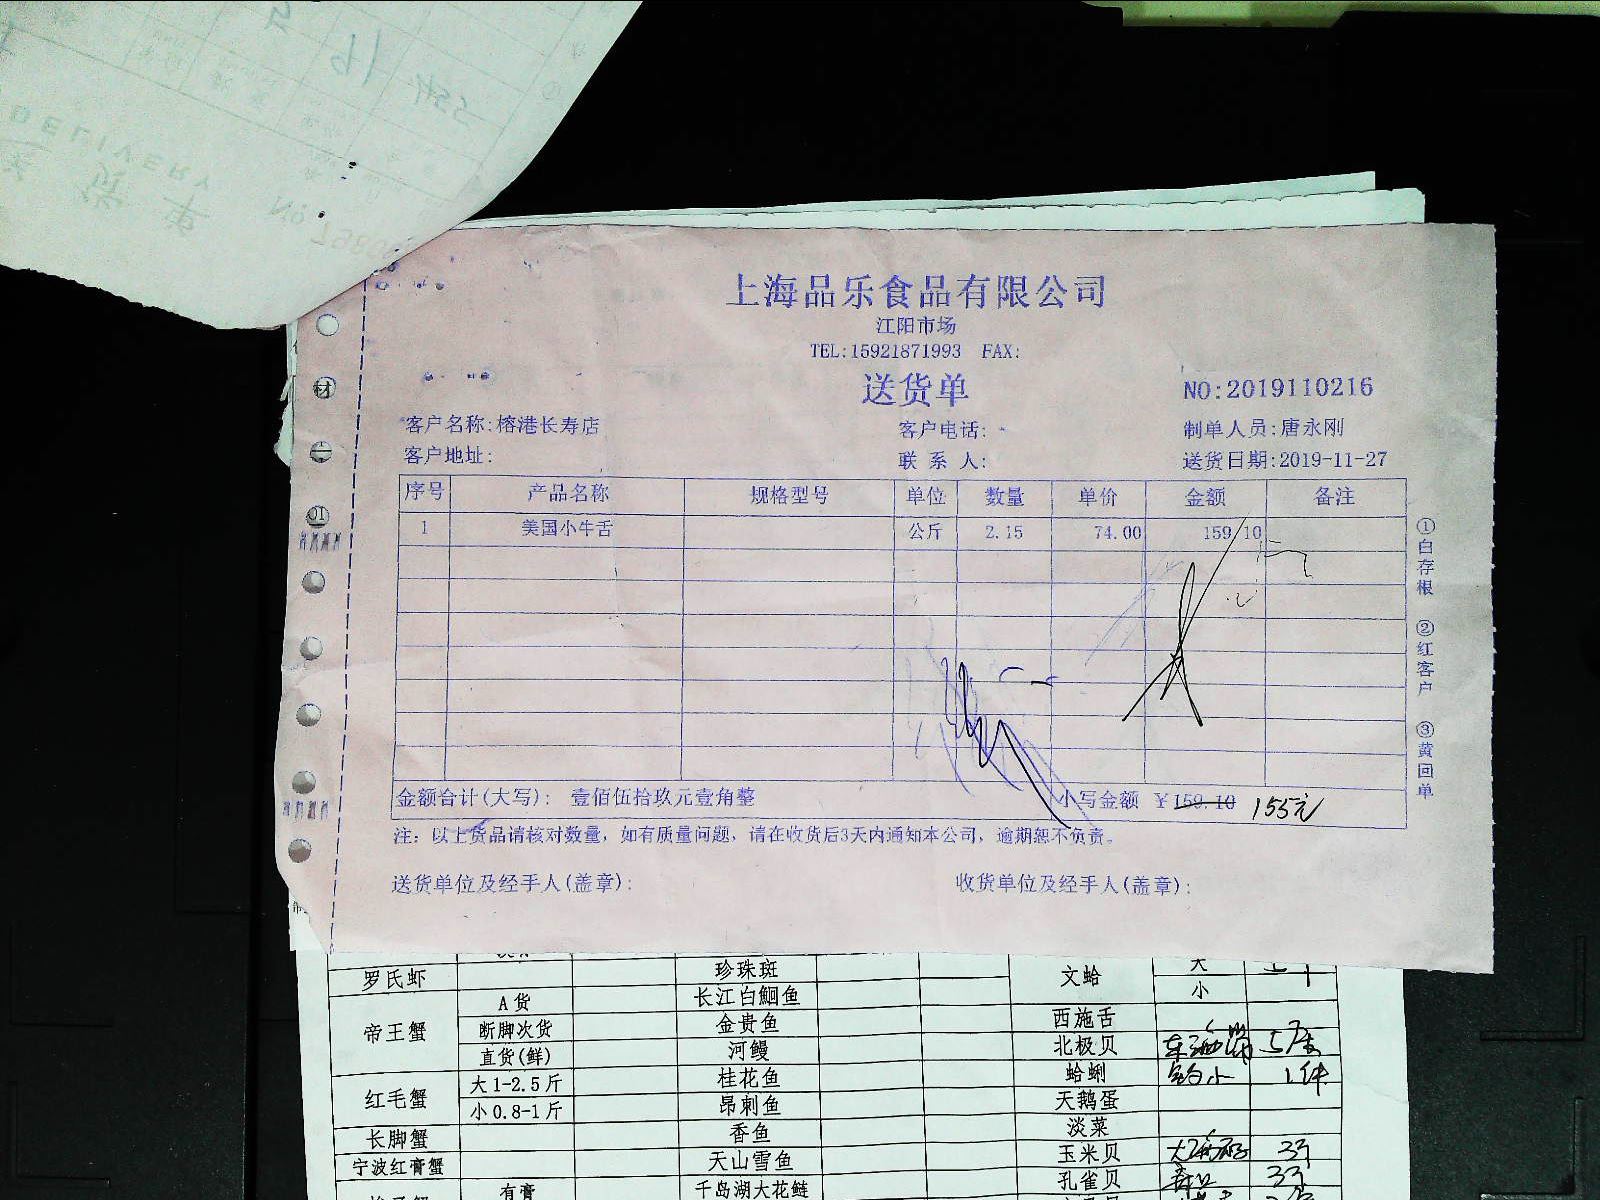 DELIVERY
上海品乐食品有限公司
江阳市场
TEL:15921871993 FAX:
送货单
NO:2019110216
客户名称:榕港长寿店 客户电话: 制单人员:唐永刚
客户地址: 联系人: 送货日期:2019-11-27
序号 产品名称 规格型号 单位 数量 单价 金额 备注
1 美国小牛舌 公斤 2.15 74.00 159.10
①白存根 ②红客户 ③黄回单
金额合计(大写): 壹佰伍拾玖元壹角整 小写金额 ¥159.10 155元
注: 以上货品请核对数量, 如有质量问题, 请在收货后3天内通知本公司, 逾期恕不负责。
送货单位及经手人(盖章): 收货单位及经手人(盖章):
罗氏虾 珍珠斑 文蛤 大
A货 长江白鮰鱼 小
帝王蟹 断脚次货 金贵鱼 西施舌
直货(鲜) 河鳗 北极贝
红毛蟹 大1-2.5斤 桂花鱼 蛤蜊 1件
小0.8-1斤 昂刺鱼 天鹅蛋
长脚蟹 香鱼 淡菜
宁波红膏蟹 天山雪鱼 玉米贝
有膏 千岛湖大花鲢 孔雀贝